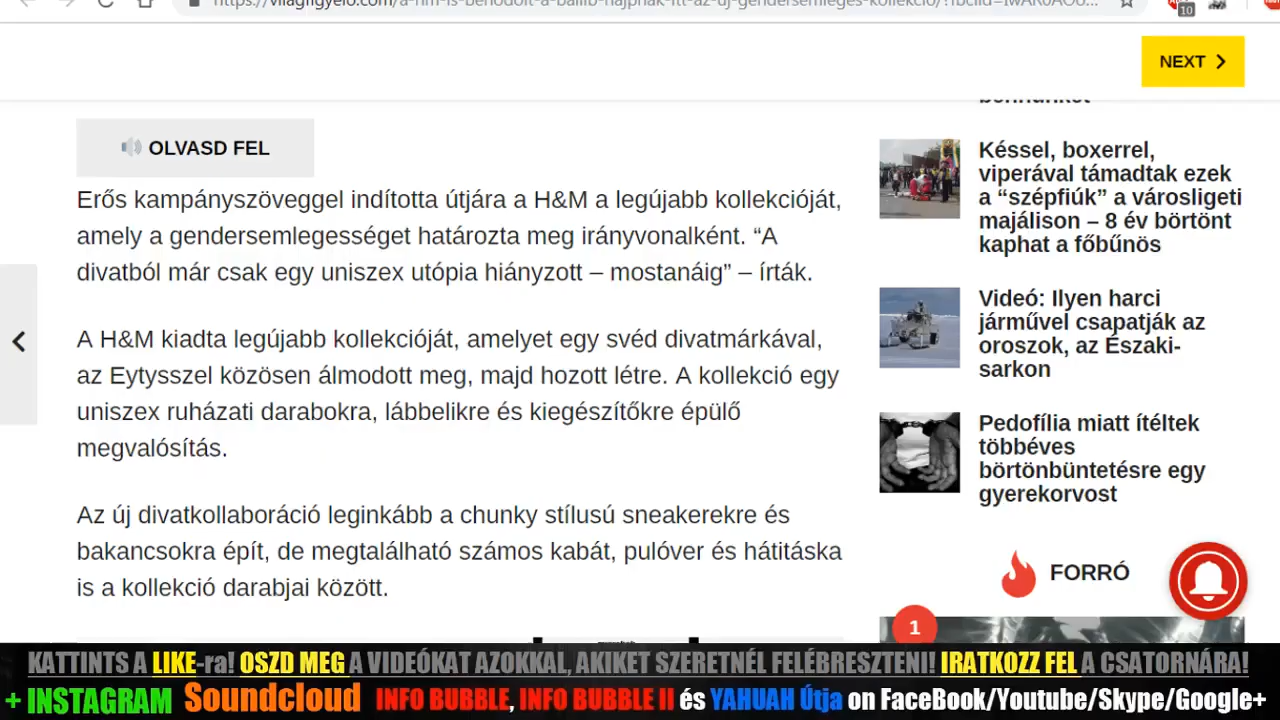 NEXT
OLVASD FEL
Erős kampányszöveggel indította útjára a H&M a legújabb kollekcióját,
amely a gendersemlegességet határozta meg irányvonalként. “A
divatból már csak egy uniszex utópia hiányzott – mostanáig” – írták.
A H&M kiadta legújabb kollekcióját, amelyet egy svéd divatmárkával,
az Eytysszel közösen álmodott meg, majd hozott létre. A kollekció egy
uniszex ruházati darabokra, lábbelikre és kiegészítőkre épülő
megvalósítás.
Az új divatkollaboráció leginkább a chunky stílusú sneakerekre és
bakancsokra épít, de megtalálható számos kabát, pulóver és hátitáska
is a kollekció darabjai között.
Késsel, boxerrel,
viperával támadtak ezek
a “szépfiúk” a városligeti
majálison – 8 év börtönt
kaphat a főbűnös
Videó: Ilyen harci
járművel csapatják az
oroszok, az Északi-
sarkon
Pedofília miatt ítéltek
többéves
börtönbüntetésre egy
gyerekorvost
FORRÓ
1
10
KATTINTS A LIKE-ra! OSZD MEG A VIDEÓKAT AZOKKAL, AKIKET SZERETNÉL FELÉBRESZTENI! IRATKOZZ FEL A CSATORNÁRA!
+ INSTAGRAM Soundcloud INFO BUBBLE, INFO BUBBLE II és YAHUAH Útja on FaceBook/Youtube/Skype/Google+